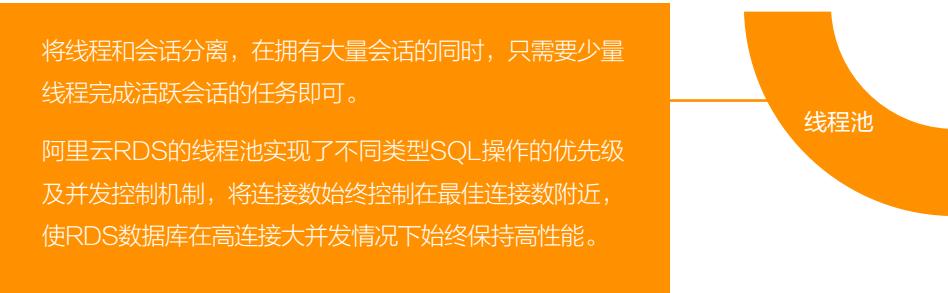 将线程和会话分离，在拥有大量会话的同时，只需要少量
线程完成活跃会话的任务即可。
阿里云RDS的线程池实现了不同类型SQL操作的优先级
及并发控制机制，将连接数始终控制在最佳连接数附近，
使RDS数据库在高连接大并发情况下始终保持高性能。
线程池